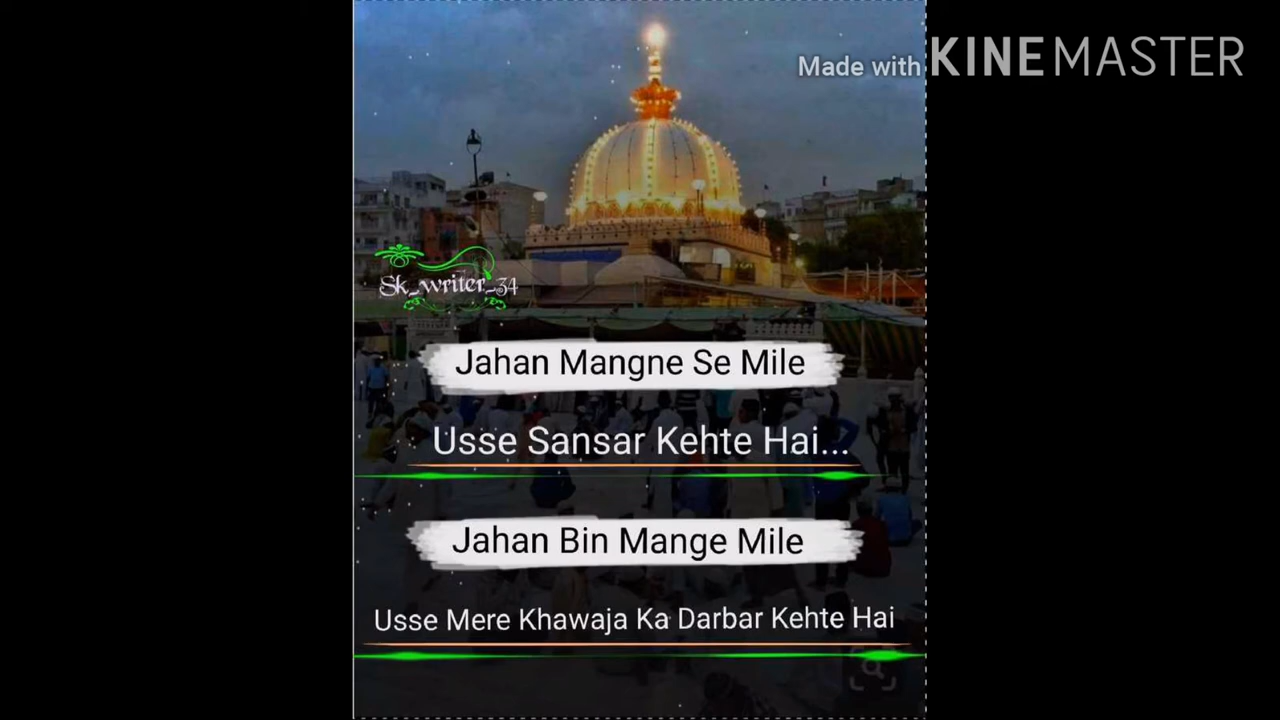 Made with KINEMASTER
Sk_writer_34
Jahan Mangne Se Mile
Usse Sansar Kehte Hai...
Jahan Bin Mange Mile
Usse Mere Khawaja Ka Darbar Kehte Hai